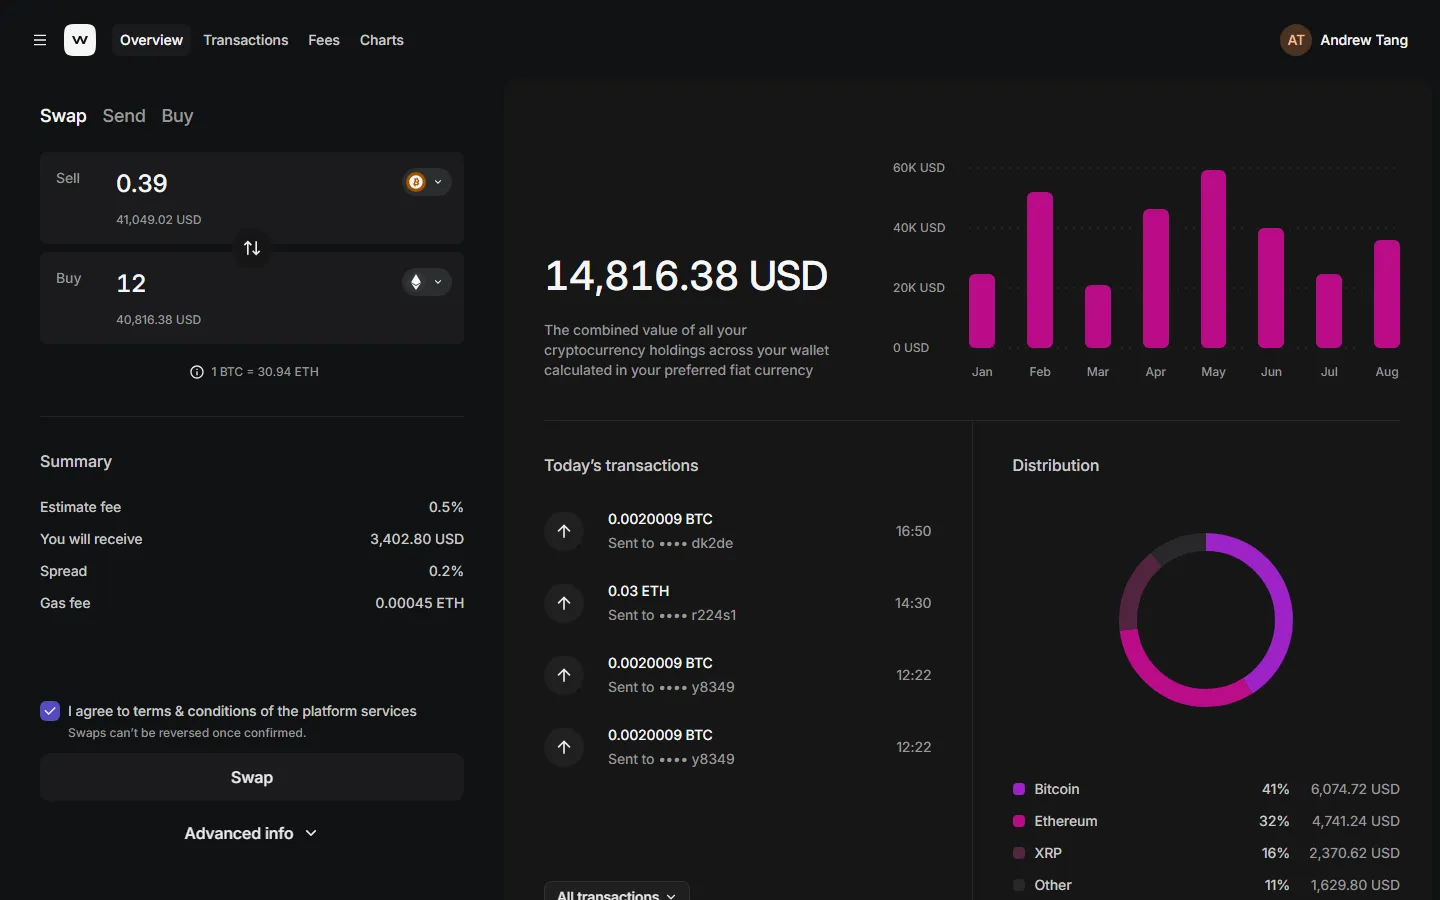 w
Overview
Transactions
Fees
Charts
AT
Andrew Tang
Swap
Send
Buy
Sell
0.39
41,049.02 USD
Buy
12
40,816.38 USD
1 BTC = 30.94 ETH
Summary
Estimate fee
0.5%
You will receive
3,402.80 USD
Spread
0.2%
Gas fee
0.00045 ETH
I agree to terms & conditions of the platform services
Swaps can’t be reversed once confirmed.
Swap
Advanced info
14,816.38 USD
The combined value of all your
cryptocurrency holdings across your wallet
calculated in your preferred fiat currency
60K USD
40K USD
20K USD
0 USD
Jan
Feb
Mar
Apr
May
Jun
Jul
Aug
Today’s transactions
0.0020009 BTC
Sent to •••• dk2de
16:50
0.03 ETH
Sent to •••• r224s1
14:30
0.0020009 BTC
Sent to •••• y8349
12:22
0.0020009 BTC
Sent to •••• y8349
12:22
All transactions
Distribution
Bitcoin
41%
6,074.72 USD
Ethereum
32%
4,741.24 USD
XRP
16%
2,370.62 USD
Other
11%
1,629.80 USD